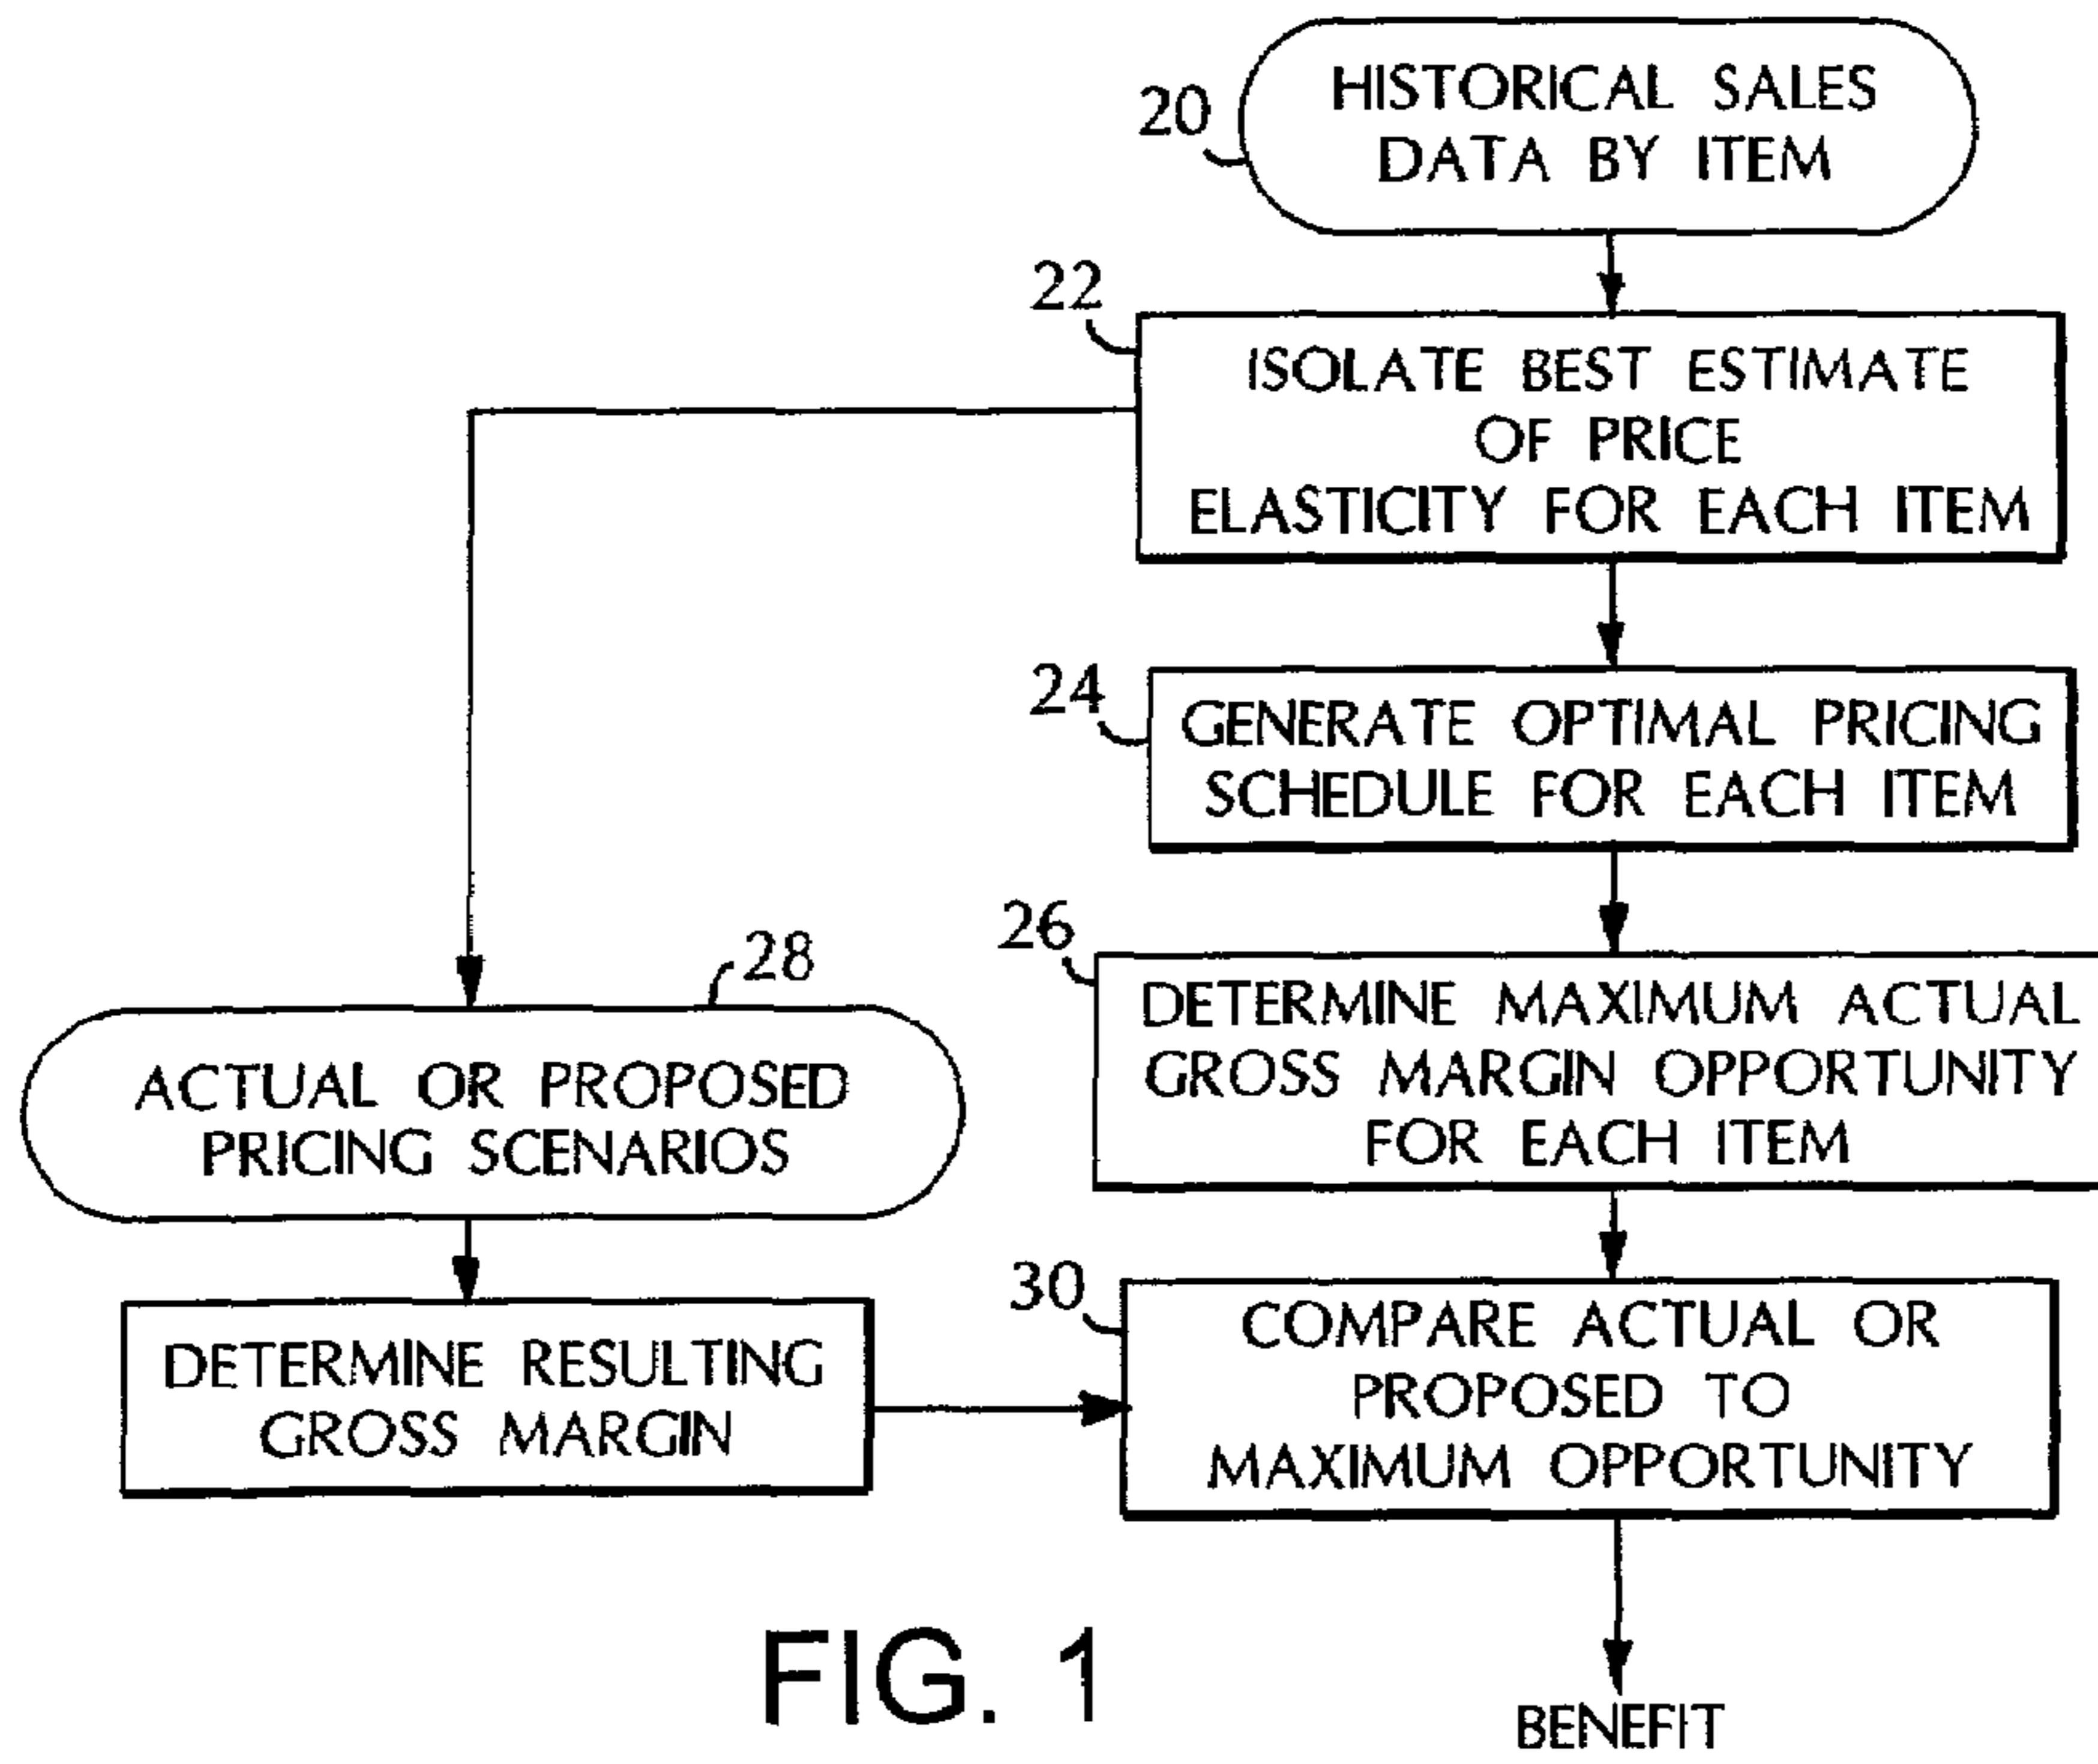 20
HISTORICAL SALES
DATA BY ITEM
22
ISOLATE BEST ESTIMATE
OF PRICE
ELASTICITY FOR EACH ITEM
24
GENERATE OPTIMAL PRICING
SCHEDULE FOR EACH ITEM
26
DETERMINE MAXIMUM ACTUAL
GROSS MARGIN OPPORTUNITY
FOR EACH ITEM
28
ACTUAL OR PROPOSED
PRICING SCENARIOS
DETERMINE RESULTING
GROSS MARGIN
30
COMPARE ACTUAL OR
PROPOSED TO
MAXIMUM OPPORTUNITY
BENEFIT
FIG. 1